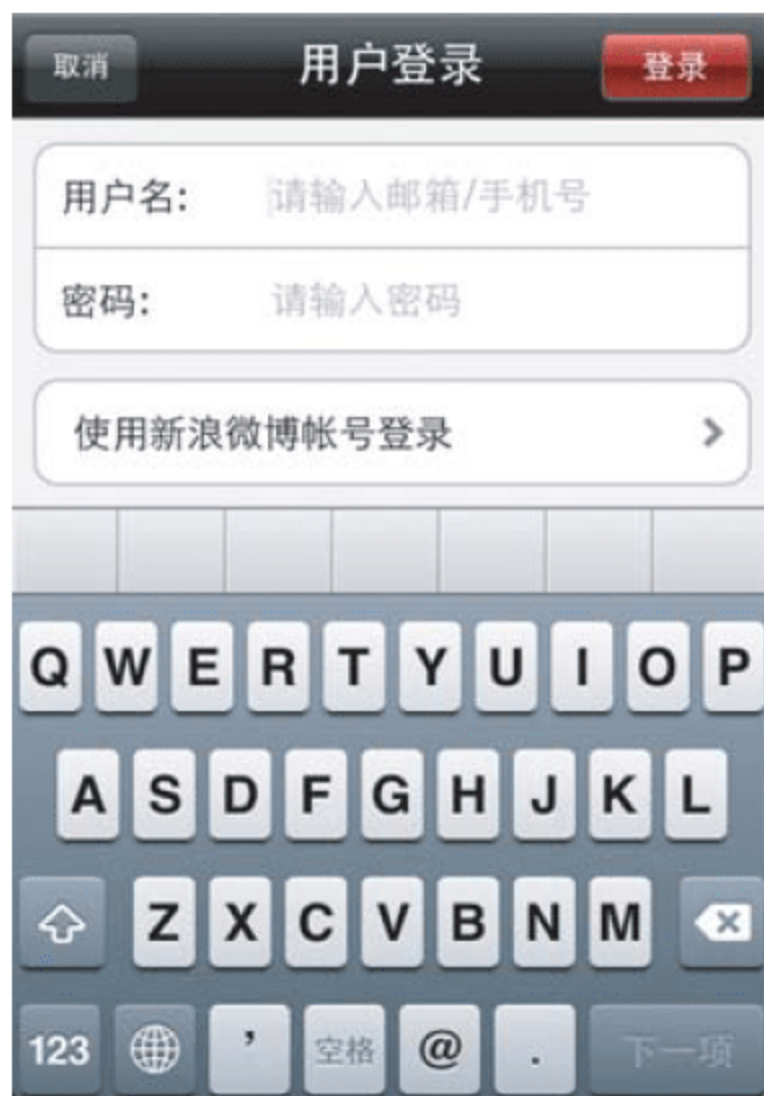 取消 用户登录 登录
用户名: 请输入邮箱/手机号
密码: 请输入密码
使用新浪微博帐号登录
Q W E R T Y U I O P
A S D F G H J K L
Z X C V B N M
123 ’ 空格 @ . 下一项